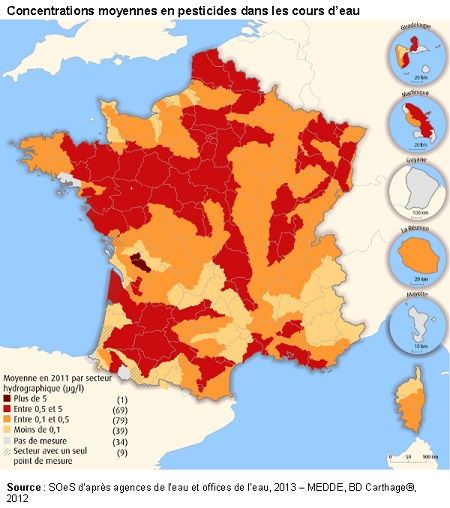 Concentrations moyennes en pesticides dans les cours d'eau
Guadeloupe
20 km
Martinique
20 km
Guyane
100 km
La Réunion
20 km
Mayotte
10 km
Moyenne en 2011 par secteur
hydrographique (µg/l)
Plus de 5 (1)
Entre 0,5 et 5 (69)
Entre 0,1 et 0,5 (79)
Moins de 0,1 (39)
Pas de mesure (34)
Secteur avec un seul (9)
point de mesure
0 50 100 km
Source : SOeS d'après agences de l'eau et offices de l'eau, 2013 – MEDDE, BD Carthage®,
2012